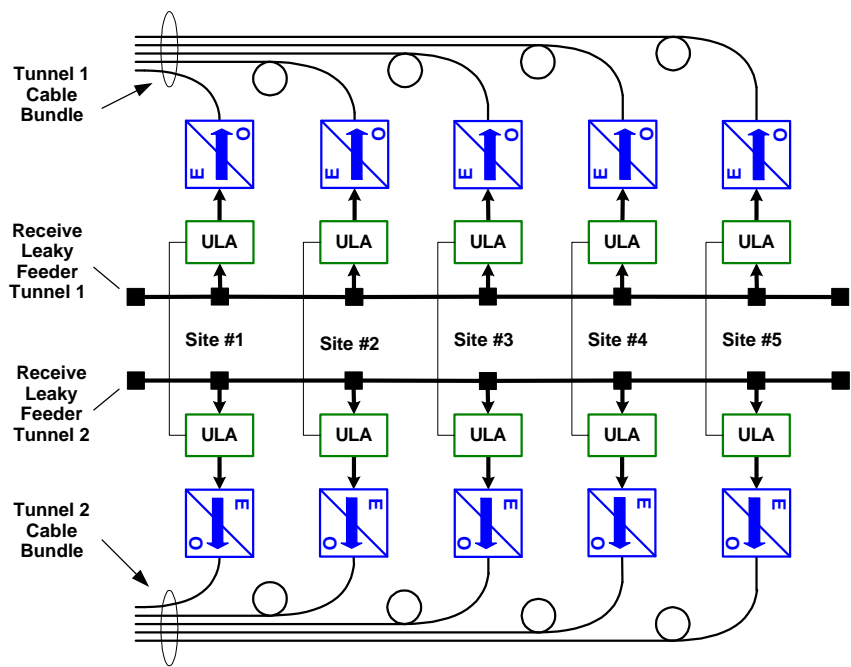 Tunnel 1
Cable
Bundle
O O O O O
E E E E E
ULA ULA ULA ULA ULA
Receive
Leaky
Feeder
Tunnel 1
Site #1 Site #2 Site #3 Site #4 Site #5
Receive
Leaky
Feeder
Tunnel 2
ULA ULA ULA ULA ULA
Tunnel 2
Cable
Bundle
E E E E E
O O O O O